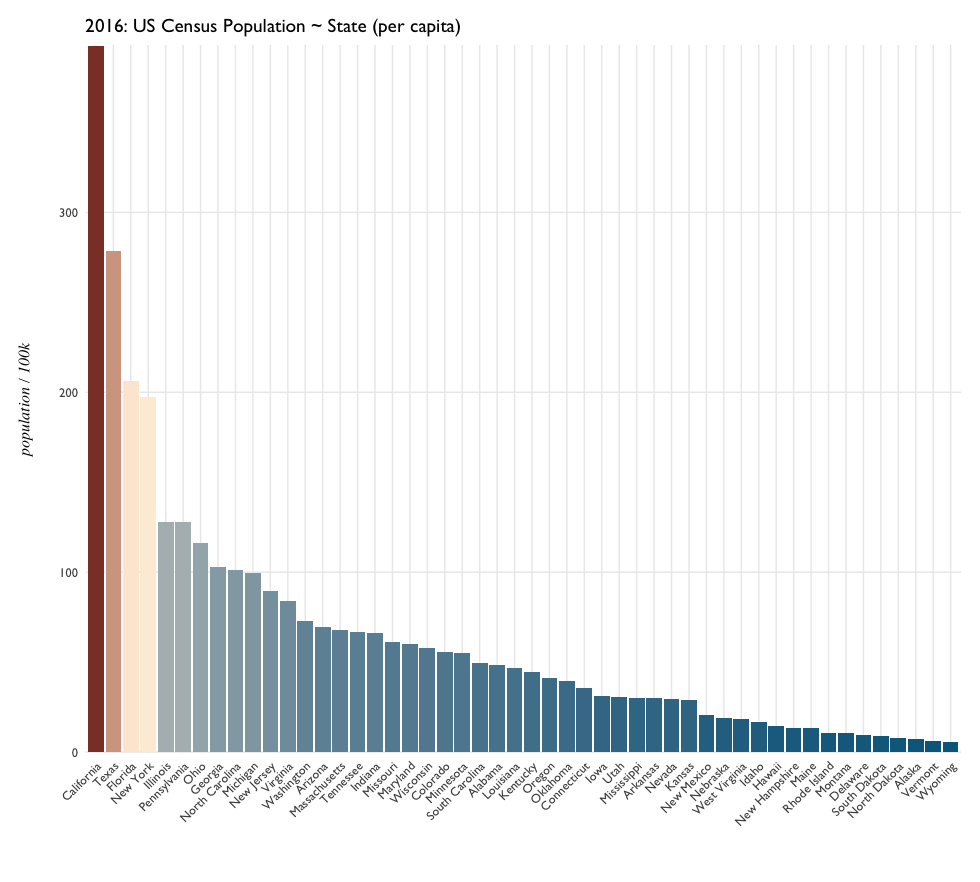 2016: US Census Population ~ State (per capita)
population / 100k
300
200
100
0
California
Texas
Florida
New York
Illinois
Pennsylvania
Ohio
Georgia
North Carolina
Michigan
New Jersey
Virginia
Washington
Arizona
Massachusetts
Tennessee
Indiana
Missouri
Maryland
Wisconsin
Colorado
Minnesota
South Carolina
Alabama
Louisiana
Kentucky
Oregon
Oklahoma
Connecticut
Iowa
Utah
Mississippi
Arkansas
Nevada
Kansas
New Mexico
Nebraska
West Virginia
Idaho
Hawaii
New Hampshire
Maine
Rhode Island
Montana
Delaware
South Dakota
North Dakota
Alaska
Vermont
Wyoming